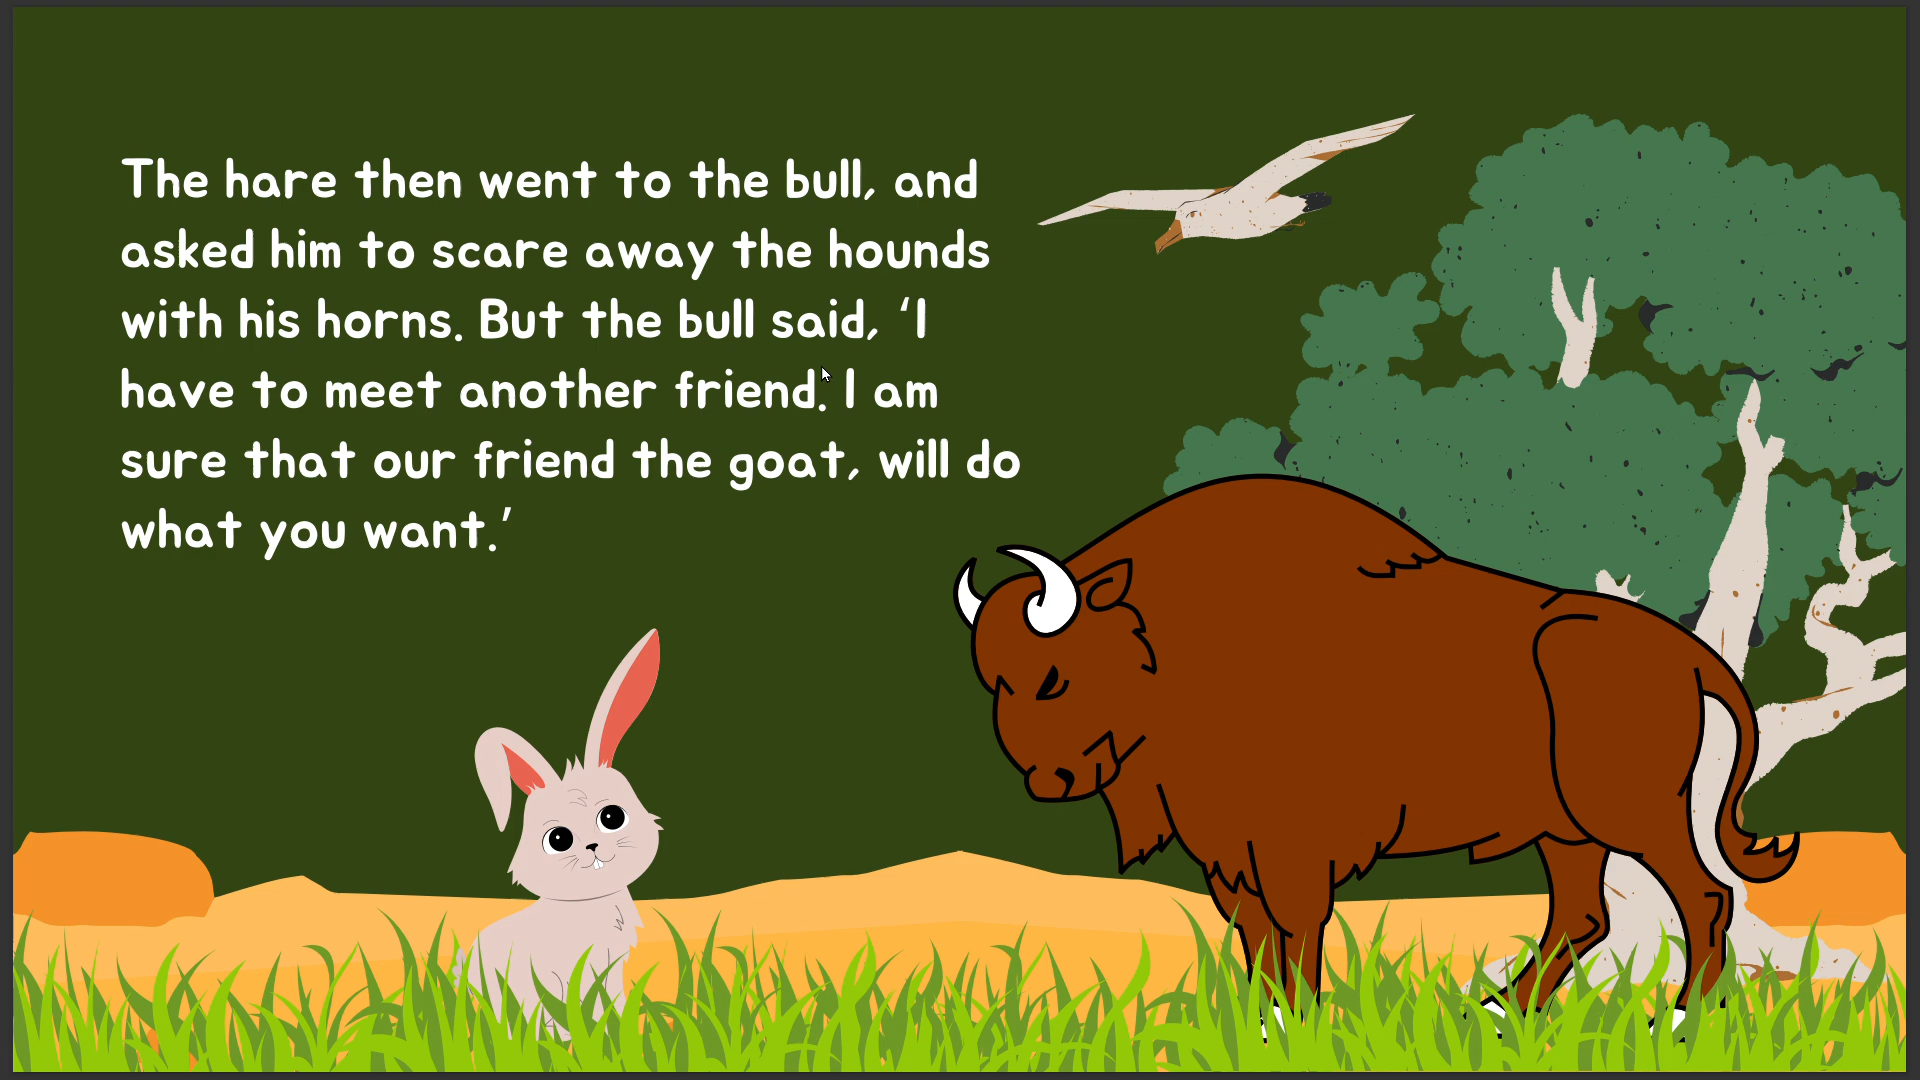 The hare then went to the bull, and
asked him to scare away the hounds
with his horns. But the bull said, ‘I
have to meet another friend. I am
sure that our friend the goat, will do
what you want.’